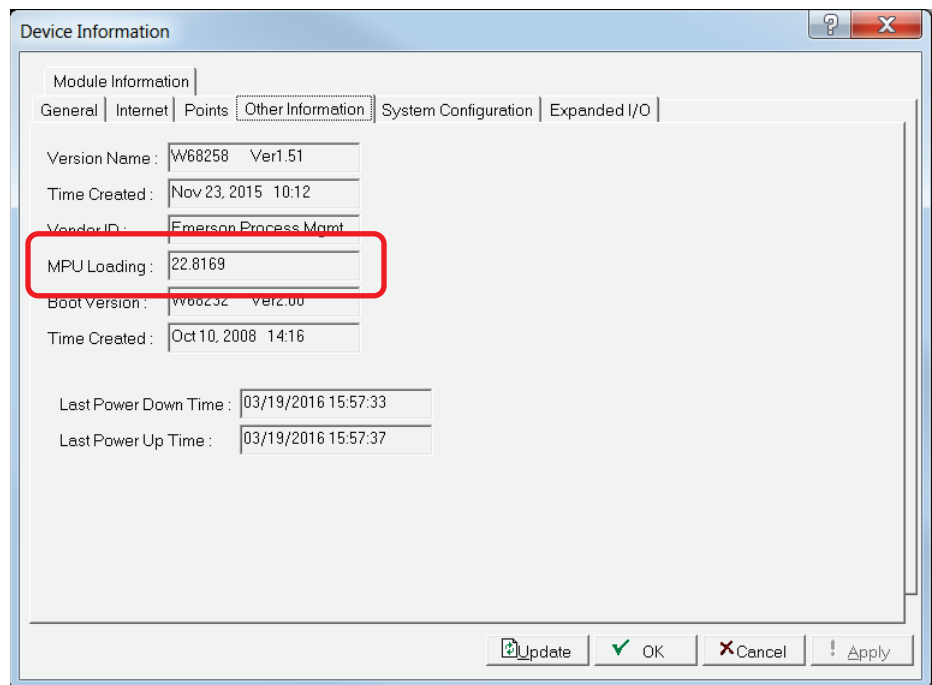 Device Information
Module Information
General Internet Points Other Information System Configuration Expanded I/O
Version Name : W68258 Ver1.51
Time Created : Nov 23, 2015 10:12
Vendor ID : Emerson Process Mgmt
MPU Loading : 22.8169
Boot Version : W68232 Ver2.00
Time Created : Oct 10, 2008 14:16
Last Power Down Time : 03/19/2016 15:57:33
Last Power Up Time : 03/19/2016 15:57:37
Update OK Cancel Apply